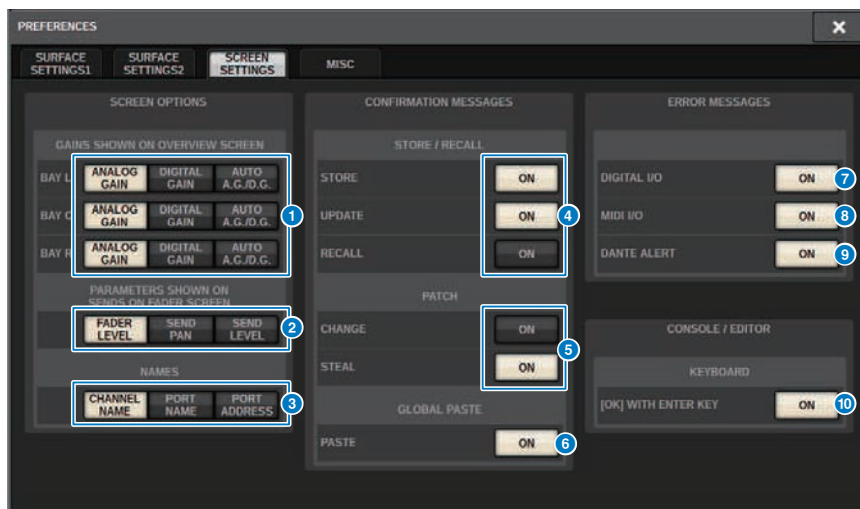 PREFERENCES
SURFACE SETTINGS1
SURFACE SETTINGS2
SCREEN SETTINGS
MISC
SCREEN OPTIONS
GAINS SHOWN ON OVERVIEW SCREEN
BAY L ANALOG GAIN DIGITAL GAIN AUTO A.G./D.G.
BAY C ANALOG GAIN DIGITAL GAIN AUTO A.G./D.G. 1
BAY R ANALOG GAIN DIGITAL GAIN AUTO A.G./D.G.
PARAMETERS SHOWN ON
SENDS ON FADER SCREEN
FADER LEVEL SEND PAN SEND LEVEL 2
NAMES
CHANNEL NAME PORT NAME PORT ADDRESS 3
CONFIRMATION MESSAGES
STORE / RECALL
STORE ON
UPDATE ON 4
RECALL ON
PATCH
CHANGE ON
5
STEAL ON
GLOBAL PASTE
PASTE ON 6
ERROR MESSAGES
DIGITAL I/O ON 7
MIDI I/O ON 8
DANTE ALERT ON 9
CONSOLE / EDITOR
KEYBOARD
[OK] WITH ENTER KEY ON 10